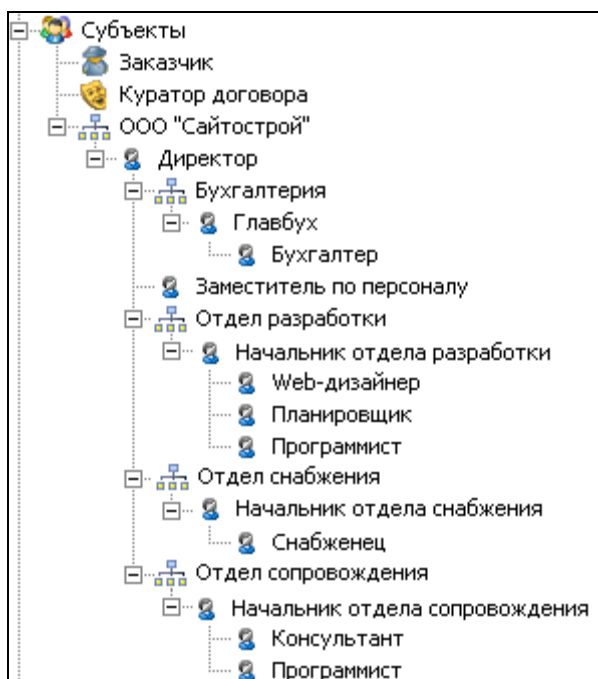 Субъекты
Заказчик
Куратор договора
ООО "Сайтострой"
Директор
Бухгалтерия
Главбух
Бухгалтер
Заместитель по персоналу
Отдел разработки
Начальник отдела разработки
Web-дизайнер
Планировщик
Программист
Отдел снабжения
Начальник отдела снабжения
Снабженец
Отдел сопровождения
Начальник отдела сопровождения
Консультант
Программист